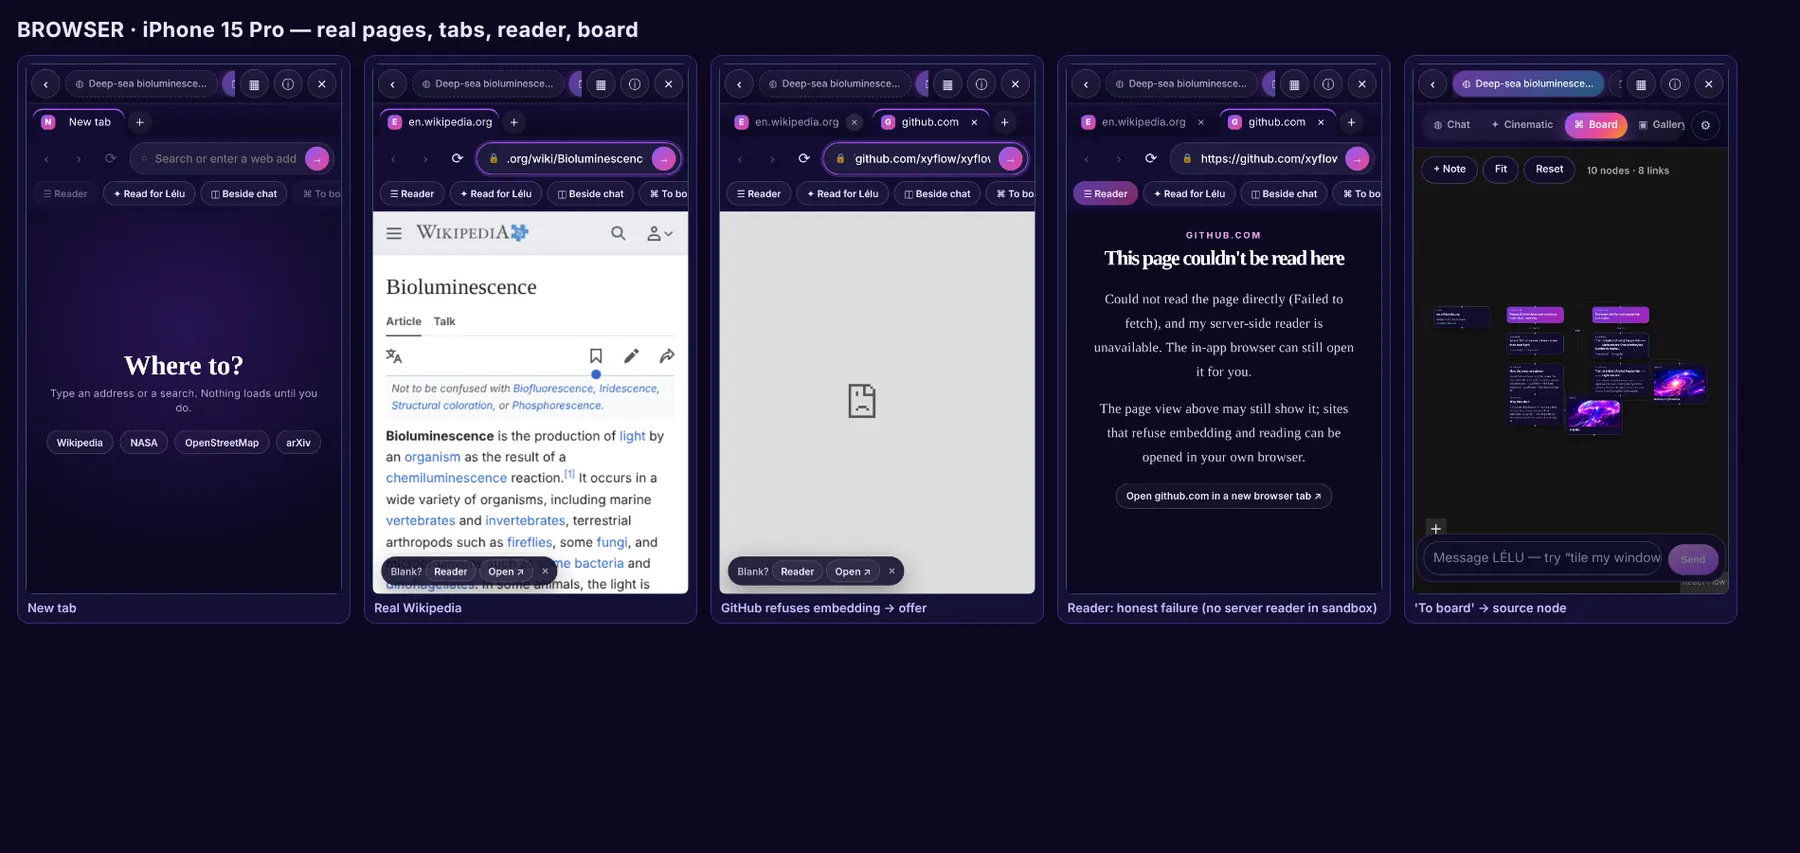 BROWSER · iPhone 15 Pro — real pages, tabs, reader, board
Deep-sea bioluminesce...
N New tab +
Search or enter a web add
Reader
Read for Lélu
Beside chat
To bo
Where to?
Type an address or a search. Nothing loads until you
do.
Wikipedia NASA OpenStreetMap arXiv
New tab
Deep-sea bioluminesce...
E en.wikipedia.org +
.org/wiki/Bioluminescenc
Reader
Read for Lélu
Beside chat
To bo
WIKIPEDIA
Bioluminescence
Article Talk
Not to be confused with Biofluorescence, Iridescence,
Structural coloration, or Phosphorescence.
Bioluminescence is the production of light by
an organism as the result of a
chemiluminescence reaction.[1] It occurs in a
wide variety of organisms, including marine
vertebrates and invertebrates, terrestrial
arthropods such as fireflies, some fungi, and
me bacteria and
dinoflagellates. In some animals, the light is
Blank? Reader Open ↗ ×
Real Wikipedia
Deep-sea bioluminesce...
E en.wikipedia.org × G github.com × +
github.com/xyflow/xyflov
Reader
Read for Lélu
Beside chat
To bo
Blank? Reader Open ↗ ×
GitHub refuses embedding → offer
Deep-sea bioluminesce...
E en.wikipedia.org × G github.com × +
https://github.com/xyflov
Reader
Read for Lélu
Beside chat
To bo
GITHUB.COM
This page couldn't be read here
Could not read the page directly (Failed to
fetch), and my server-side reader is
unavailable. The in-app browser can still open
it for you.
The page view above may still show it; sites
that refuse embedding and reading can be
opened in your own browser.
Open github.com in a new browser tab ↗
Reader: honest failure (no server reader in sandbox)
Deep-sea bioluminesce...
Chat Cinematic Board Gallery
+ Note Fit Reset 10 nodes · 8 links
+
Message LÉLU — try “tile my window
Send
React Flow
'To board' → source node